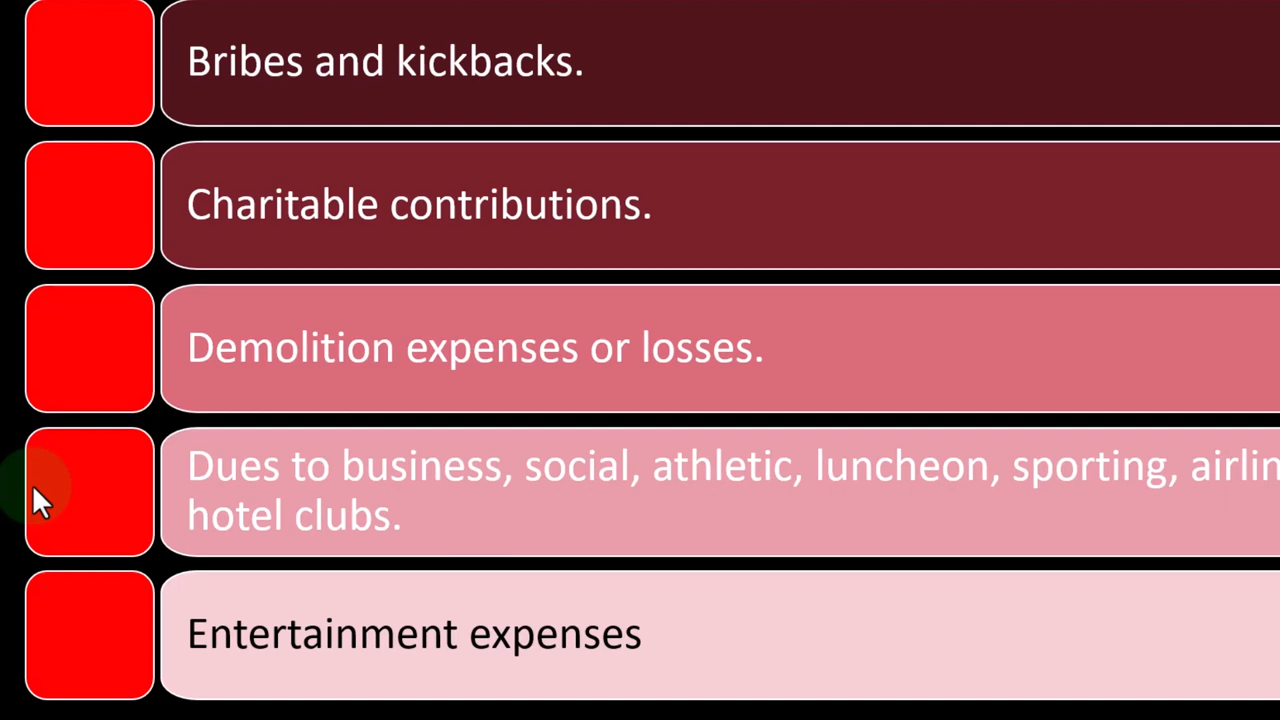 Bribes and kickbacks.
Charitable contributions.
Demolition expenses or losses.
Dues to business, social, athletic, luncheon, sporting,
hotel clubs.
Entertainment expenses